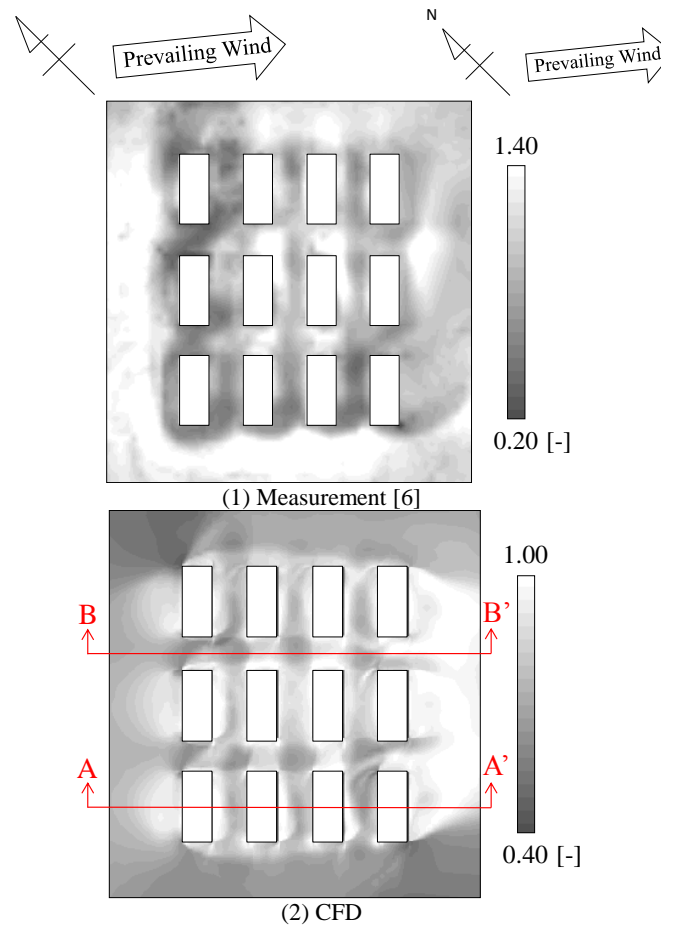 N
Prevailing Wind
Prevailing Wind
1.40
0.20 [-]
(1) Measurement [6]
1.00
B
B'
A
A'
0.40 [-]
(2) CFD